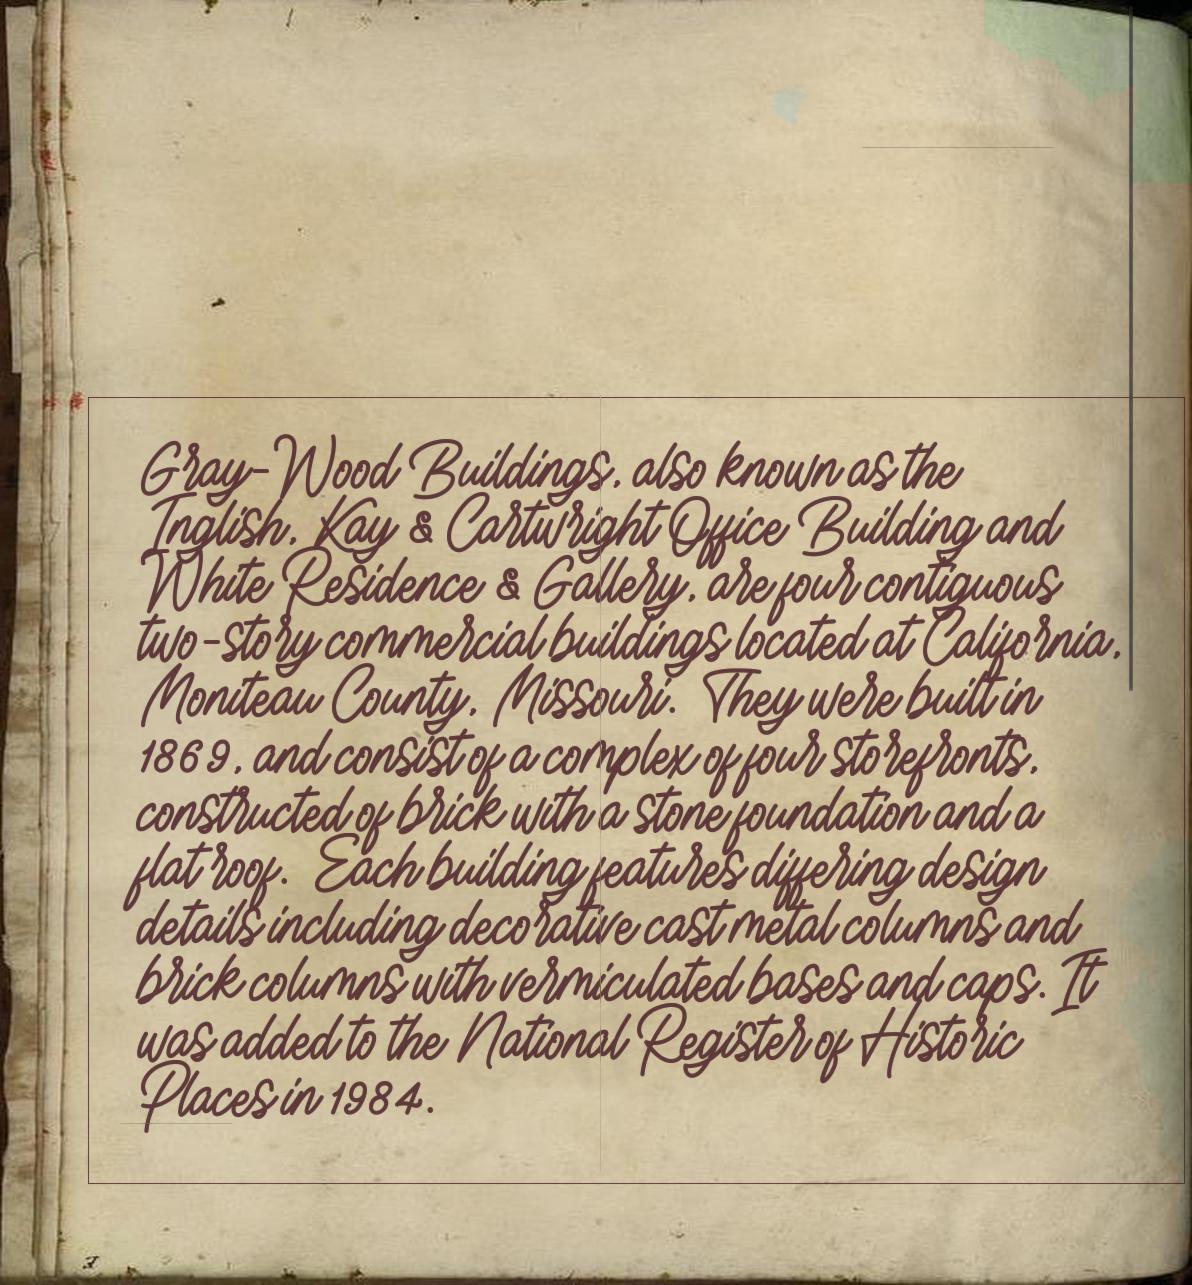 Gray-Wood Buildings, also known as the
Inglish, Kay & Cartwright Office Building and
White Residence & Gallery, are four contiguous
two-story commercial buildings located at California,
Moniteau County, Missouri. They were built in
1869, and consist of a complex of four storefronts,
constructed of brick with a stone foundation and a
flat roof. Each building features differing design
details including decorative cast metal columns and
brick columns with vermiculated bases and caps. It
was added to the National Register of Historic
Places in 1984.